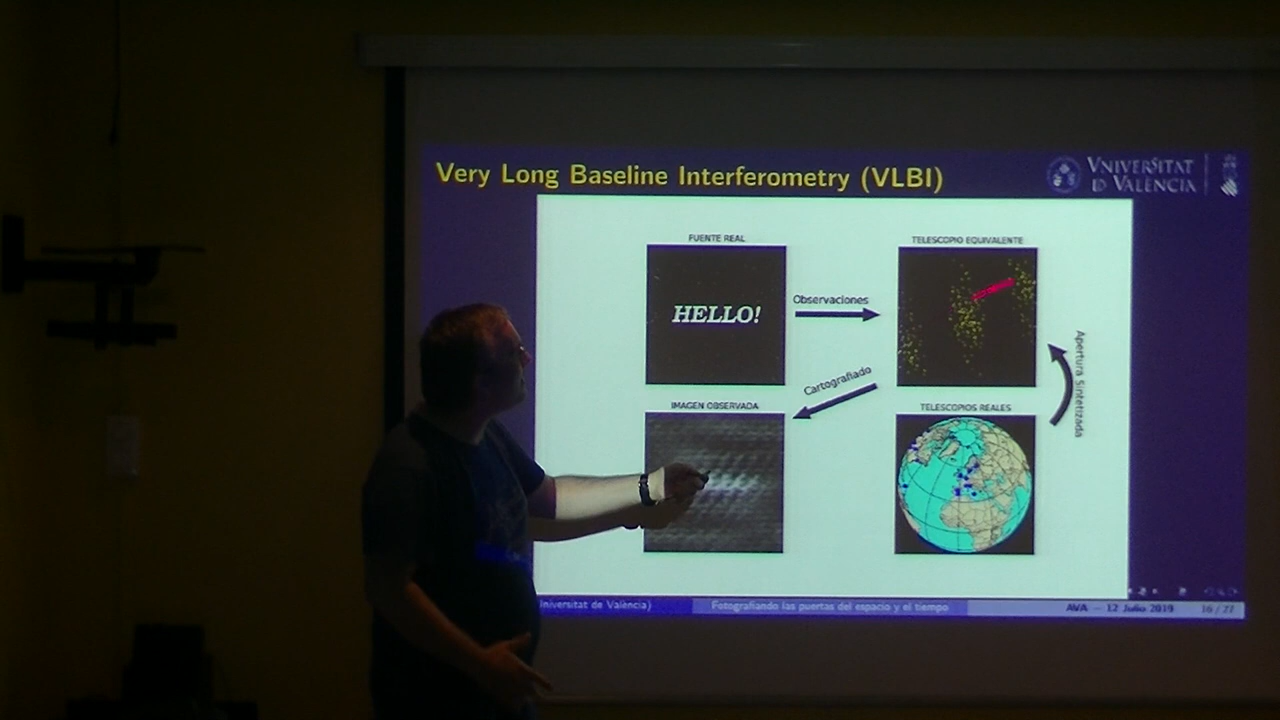 Very Long Baseline Interferometry (VLBI)
VNIVERSITAT
ID VALÈNCIA
FUENTE REAL
TELESCOPIO EQUIVALENTE
HELLO!
Observaciones
Cartografiado
Apertura Sintetizada
IMAGEN OBSERVADA
TELESCOPIOS REALES
Universitat de València)
Fotografiando las puertas del espacio y el tiempo
AVA — 12 Julio 2019
16 / 27